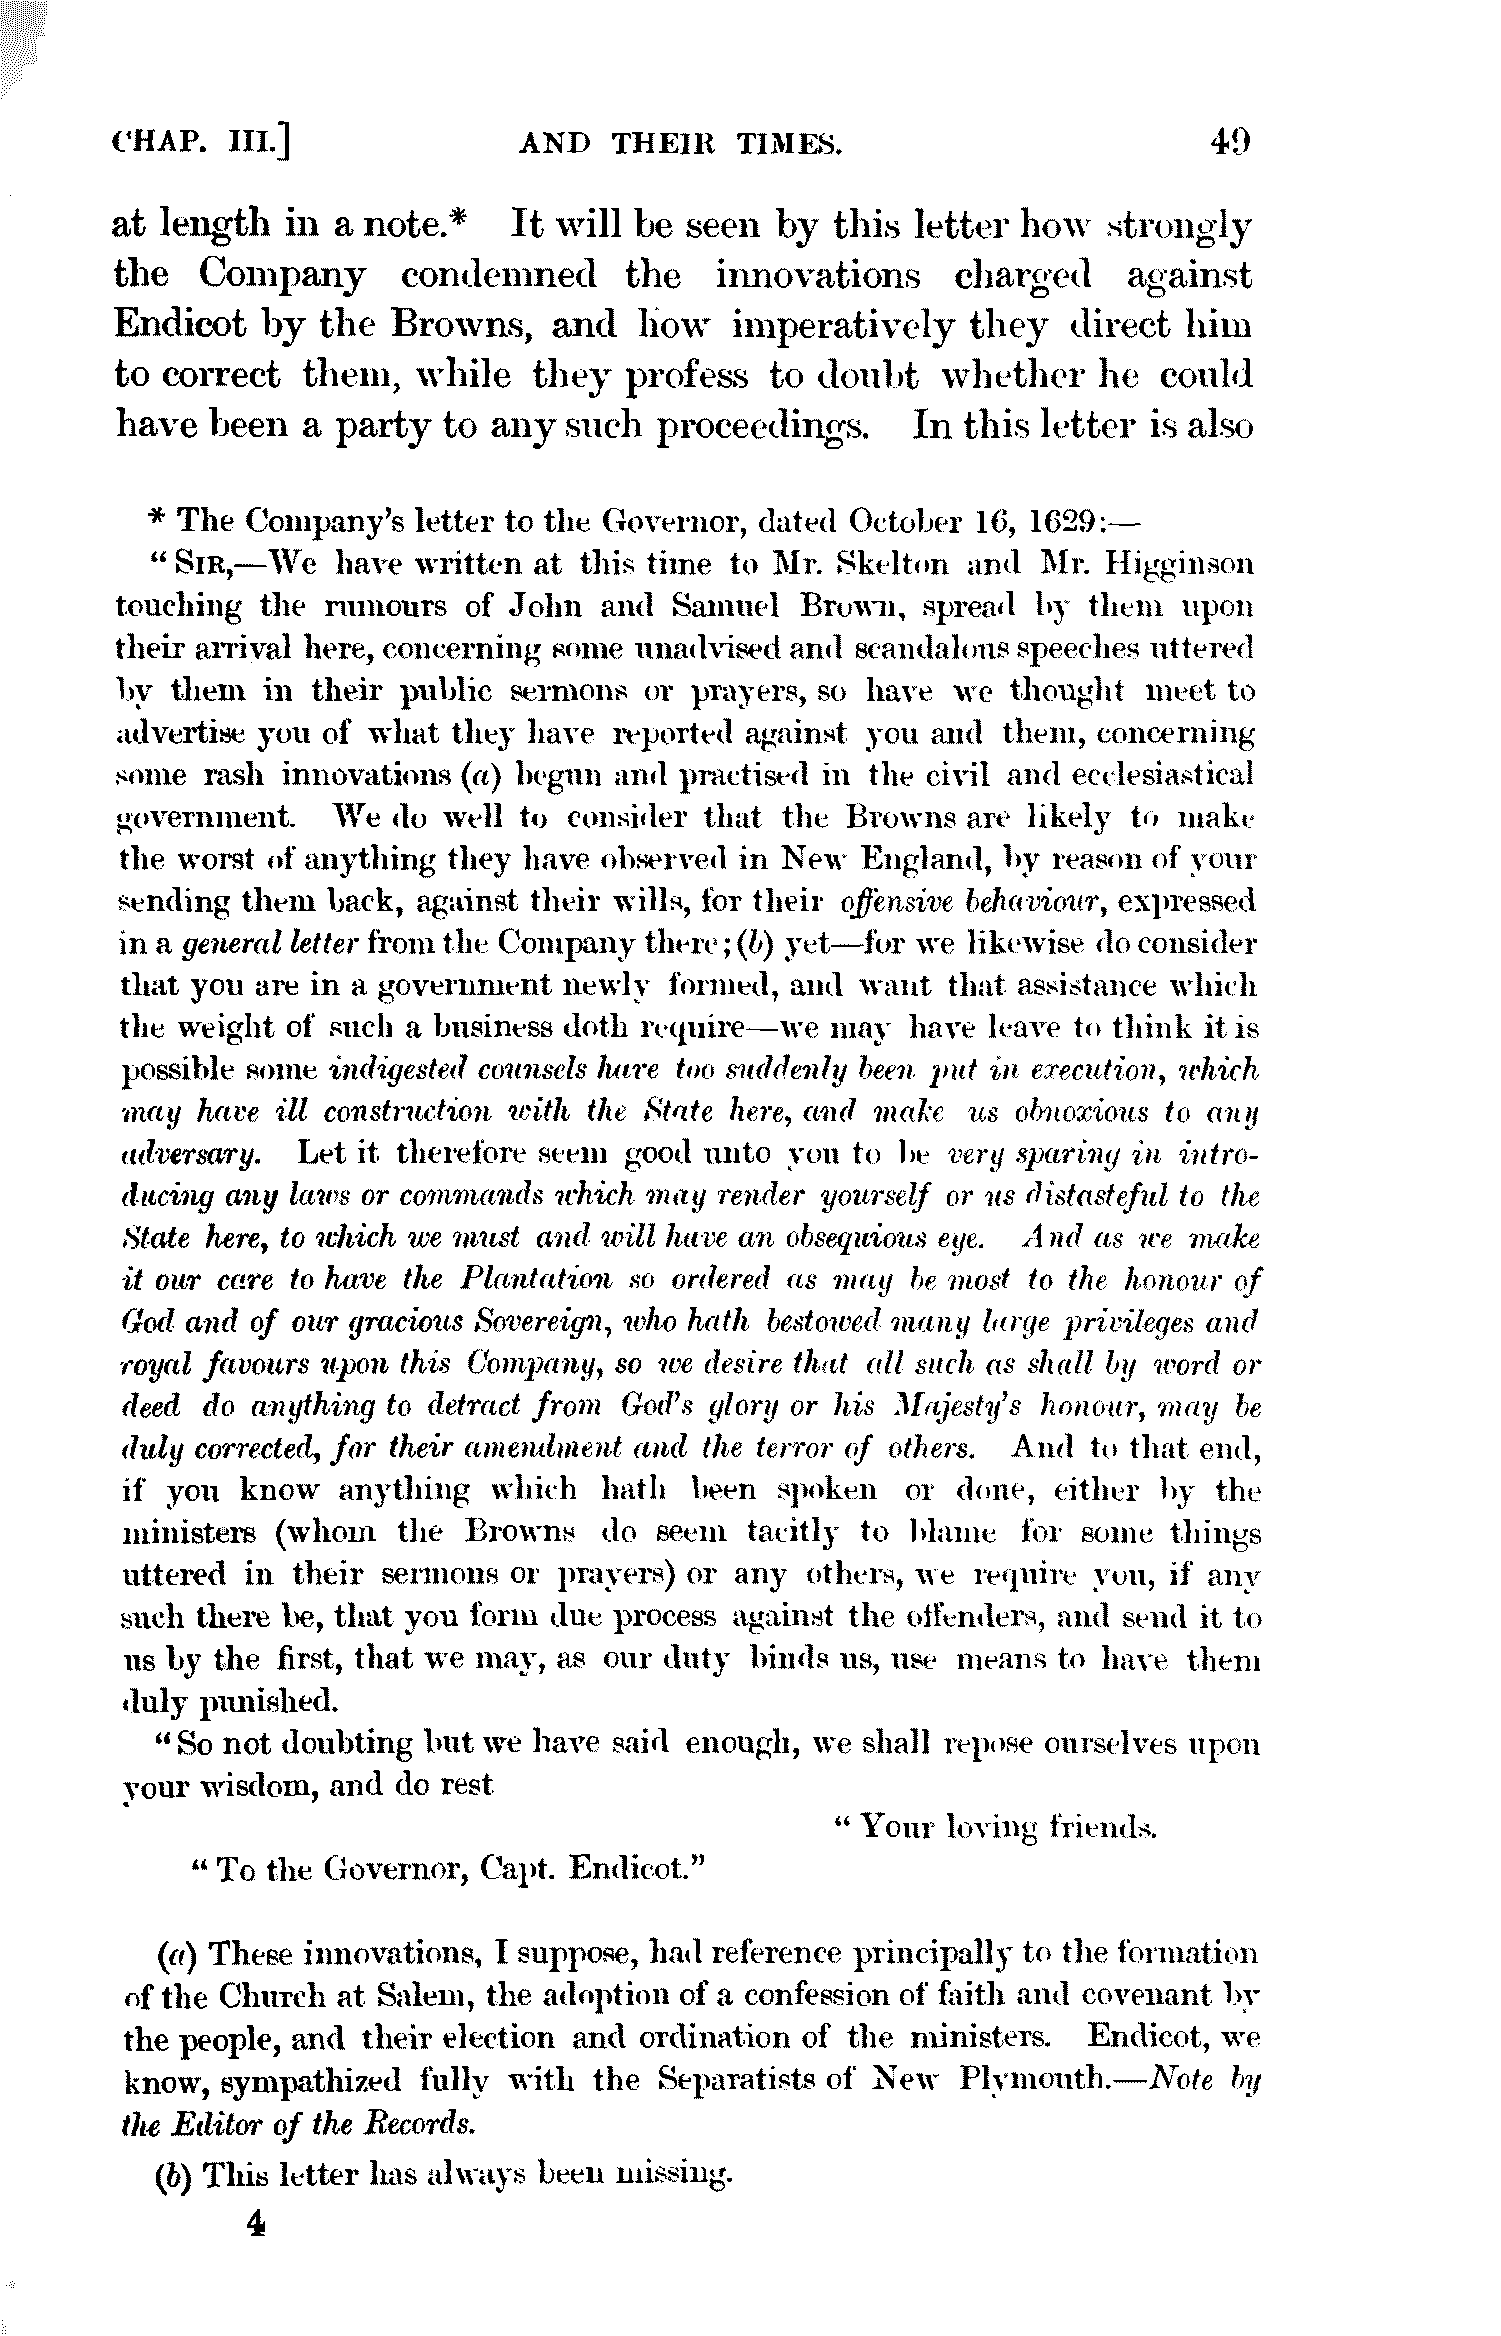 CHAP. III.] AND THEIR TIMES. 49
at length in a note.* It will be seen by this letter how strongly
the Company condemned the innovations charged against
Endicot by the Browns, and how imperatively they direct him
to correct them, while they profess to doubt whether he could
have been a party to any such proceedings. In this letter is also
* The Company's letter to the Governor, dated October 16, 1629:—
"SIR,—We have written at this time to Mr. Skelton and Mr. Higginson
touching the rumours of John and Samuel Brown, spread by them upon
their arrival here, concerning some unadvised and scandalous speeches uttered
by them in their public sermons or prayers, so have we thought meet to
advertise you of what they have reported against you and them, concerning
some rash innovations (a) begun and practised in the civil and ecclesiastical
government. We do well to consider that the Browns are likely to make
the worst of anything they have observed in New England, by reason of your
sending them back, against their wills, for their offensive behaviour, expressed
in a general letter from the Company there; (b) yet—for we likewise do consider
that you are in a government newly formed, and want that assistance which
the weight of such a business doth require—we may have leave to think it is
possible some indigested counsels have too suddenly been put in execution, which
may have ill construction with the State here, and make us obnoxious to any
adversary. Let it therefore seem good unto you to be very sparing in intro-
ducing any laws or commands which may render yourself or us distasteful to the
State here, to which we must and will have an obsequious eye. And as we make
it our care to have the Plantation so ordered as may be most to the honour of
God and of our gracious Sovereign, who hath bestowed many large privileges and
royal favours upon this Company, so we desire that all such as shall by word or
deed do anything to detract from God's glory or his Majesty's honour, may be
duly corrected, for their amendment and the terror of others. And to that end,
if you know anything which hath been spoken or done, either by the
ministers (whom the Browns do seem tacitly to blame for some things
uttered in their sermons or prayers) or any others, we require you, if any
such there be, that you form due process against the offenders, and send it to
us by the first, that we may, as our duty binds us, use means to have them
duly punished.
"So not doubting but we have said enough, we shall repose ourselves upon
your wisdom, and do rest
"Your loving friends.
"To the Governor, Capt. Endicot."
(a) These innovations, I suppose, had reference principally to the formation
of the Church at Salem, the adoption of a confession of faith and covenant by
the people, and their election and ordination of the ministers. Endicot, we
know, sympathized fully with the Separatists of New Plymouth.—Note by
the Editor of the Records.
(b) This letter has always been missing.
4